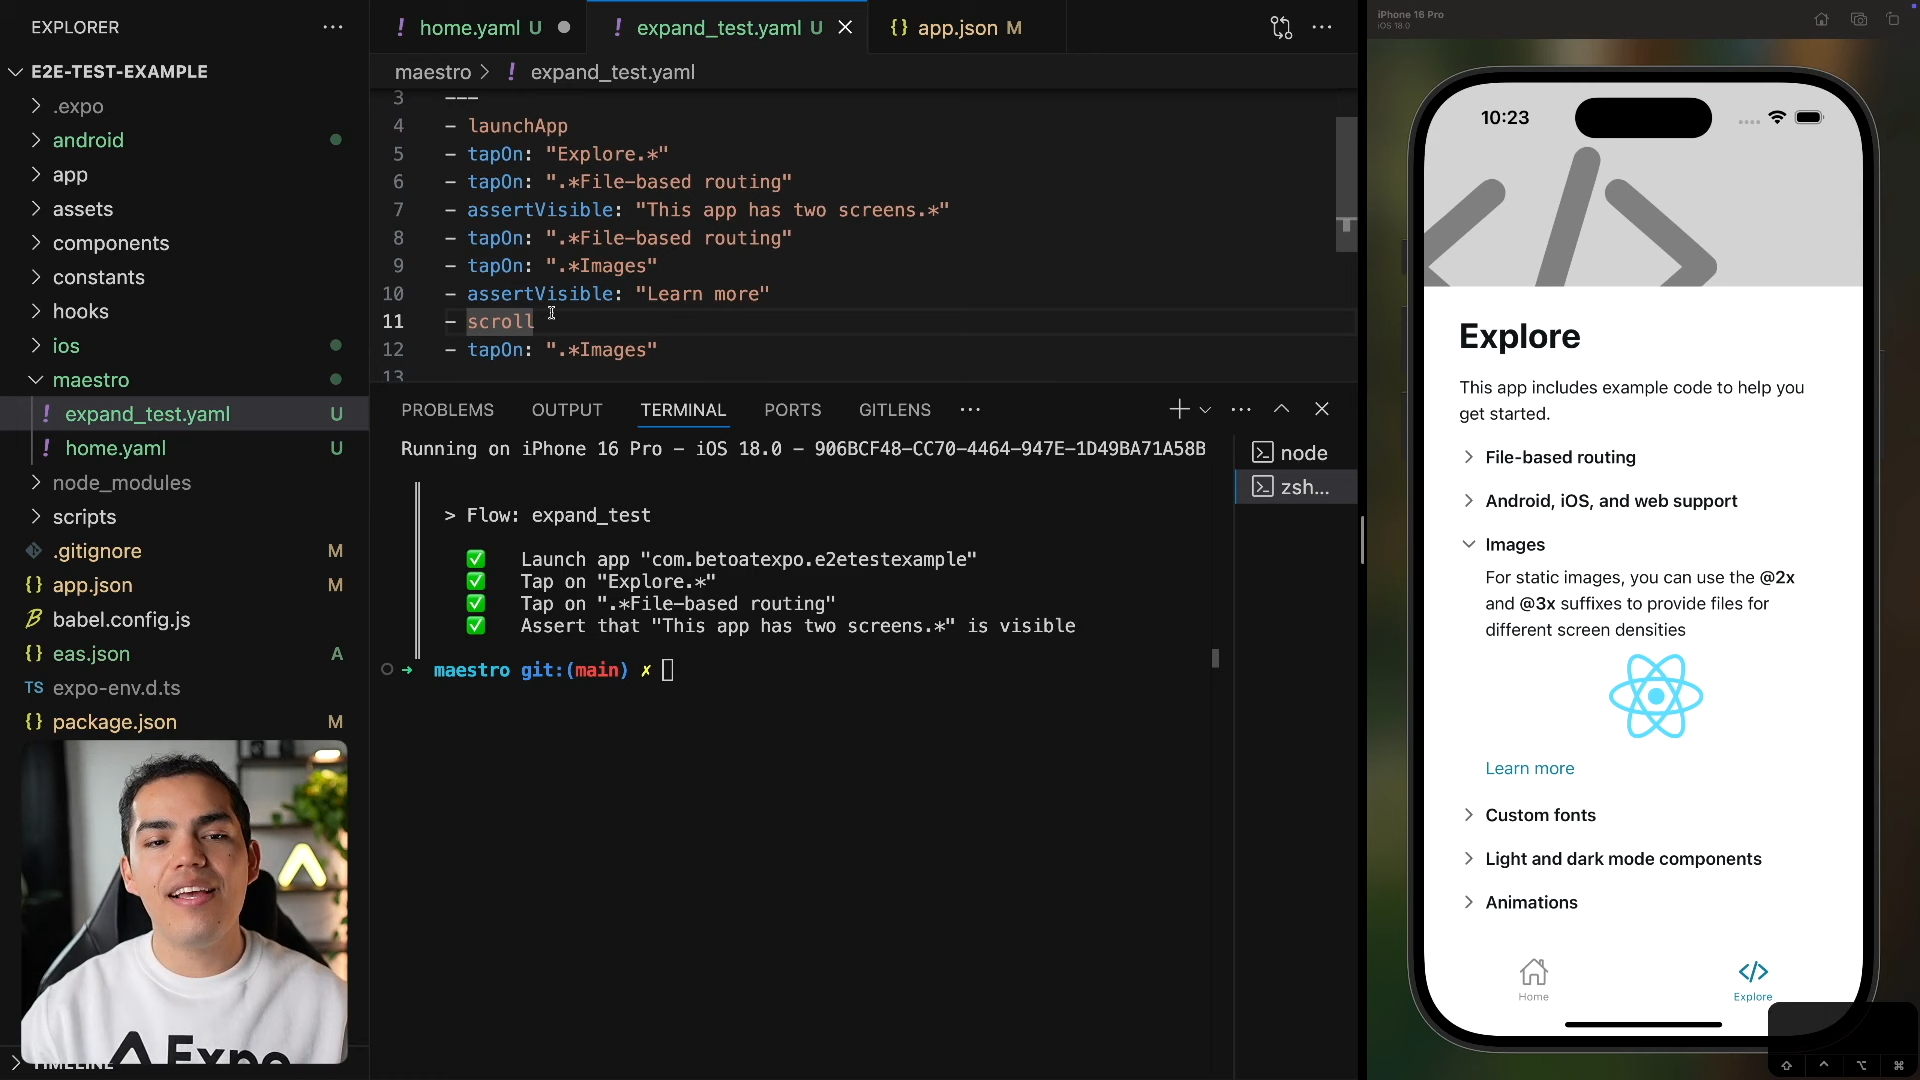 EXPLORER
E2E-TEST-EXAMPLE
.expo
android
app
assets
components
constants
hooks
ios
maestro
! expand_test.yaml U
! home.yaml U
node_modules
scripts
.gitignore M
{} app.json M
babel.config.js
{} eas.json A
TS expo-env.d.ts
{} package.json M
Expo
TIMELINE
! home.yaml U
! expand_test.yaml U
{} app.json M
maestro > ! expand_test.yaml
3 ---
4 - launchApp
5 - tapOn: "Explore.*"
6 - tapOn: ".*File-based routing"
7 - assertVisible: "This app has two screens.*"
8 - tapOn: ".*File-based routing"
9 - tapOn: ".*Images"
10 - assertVisible: "Learn more"
11 - scroll
12 - tapOn: ".*Images"
13
PROBLEMS OUTPUT TERMINAL PORTS GITLENS
Running on iPhone 16 Pro - iOS 18.0 - 906BCF48-CC70-4464-947E-1D49BA71A58B
> Flow: expand_test
✅ Launch app "com.betoatexpo.e2etestexample"
✅ Tap on "Explore.*"
✅ Tap on ".*File-based routing"
✅ Assert that "This app has two screens.*" is visible
→ maestro git:(main) ✗
node
zsh...
iPhone 16 Pro
iOS 18.0
10:23
Explore
This app includes example code to help you
get started.
File-based routing
Android, iOS, and web support
Images
For static images, you can use the @2x
and @3x suffixes to provide files for
different screen densities
Learn more
Custom fonts
Light and dark mode components
Animations
Home
Explore